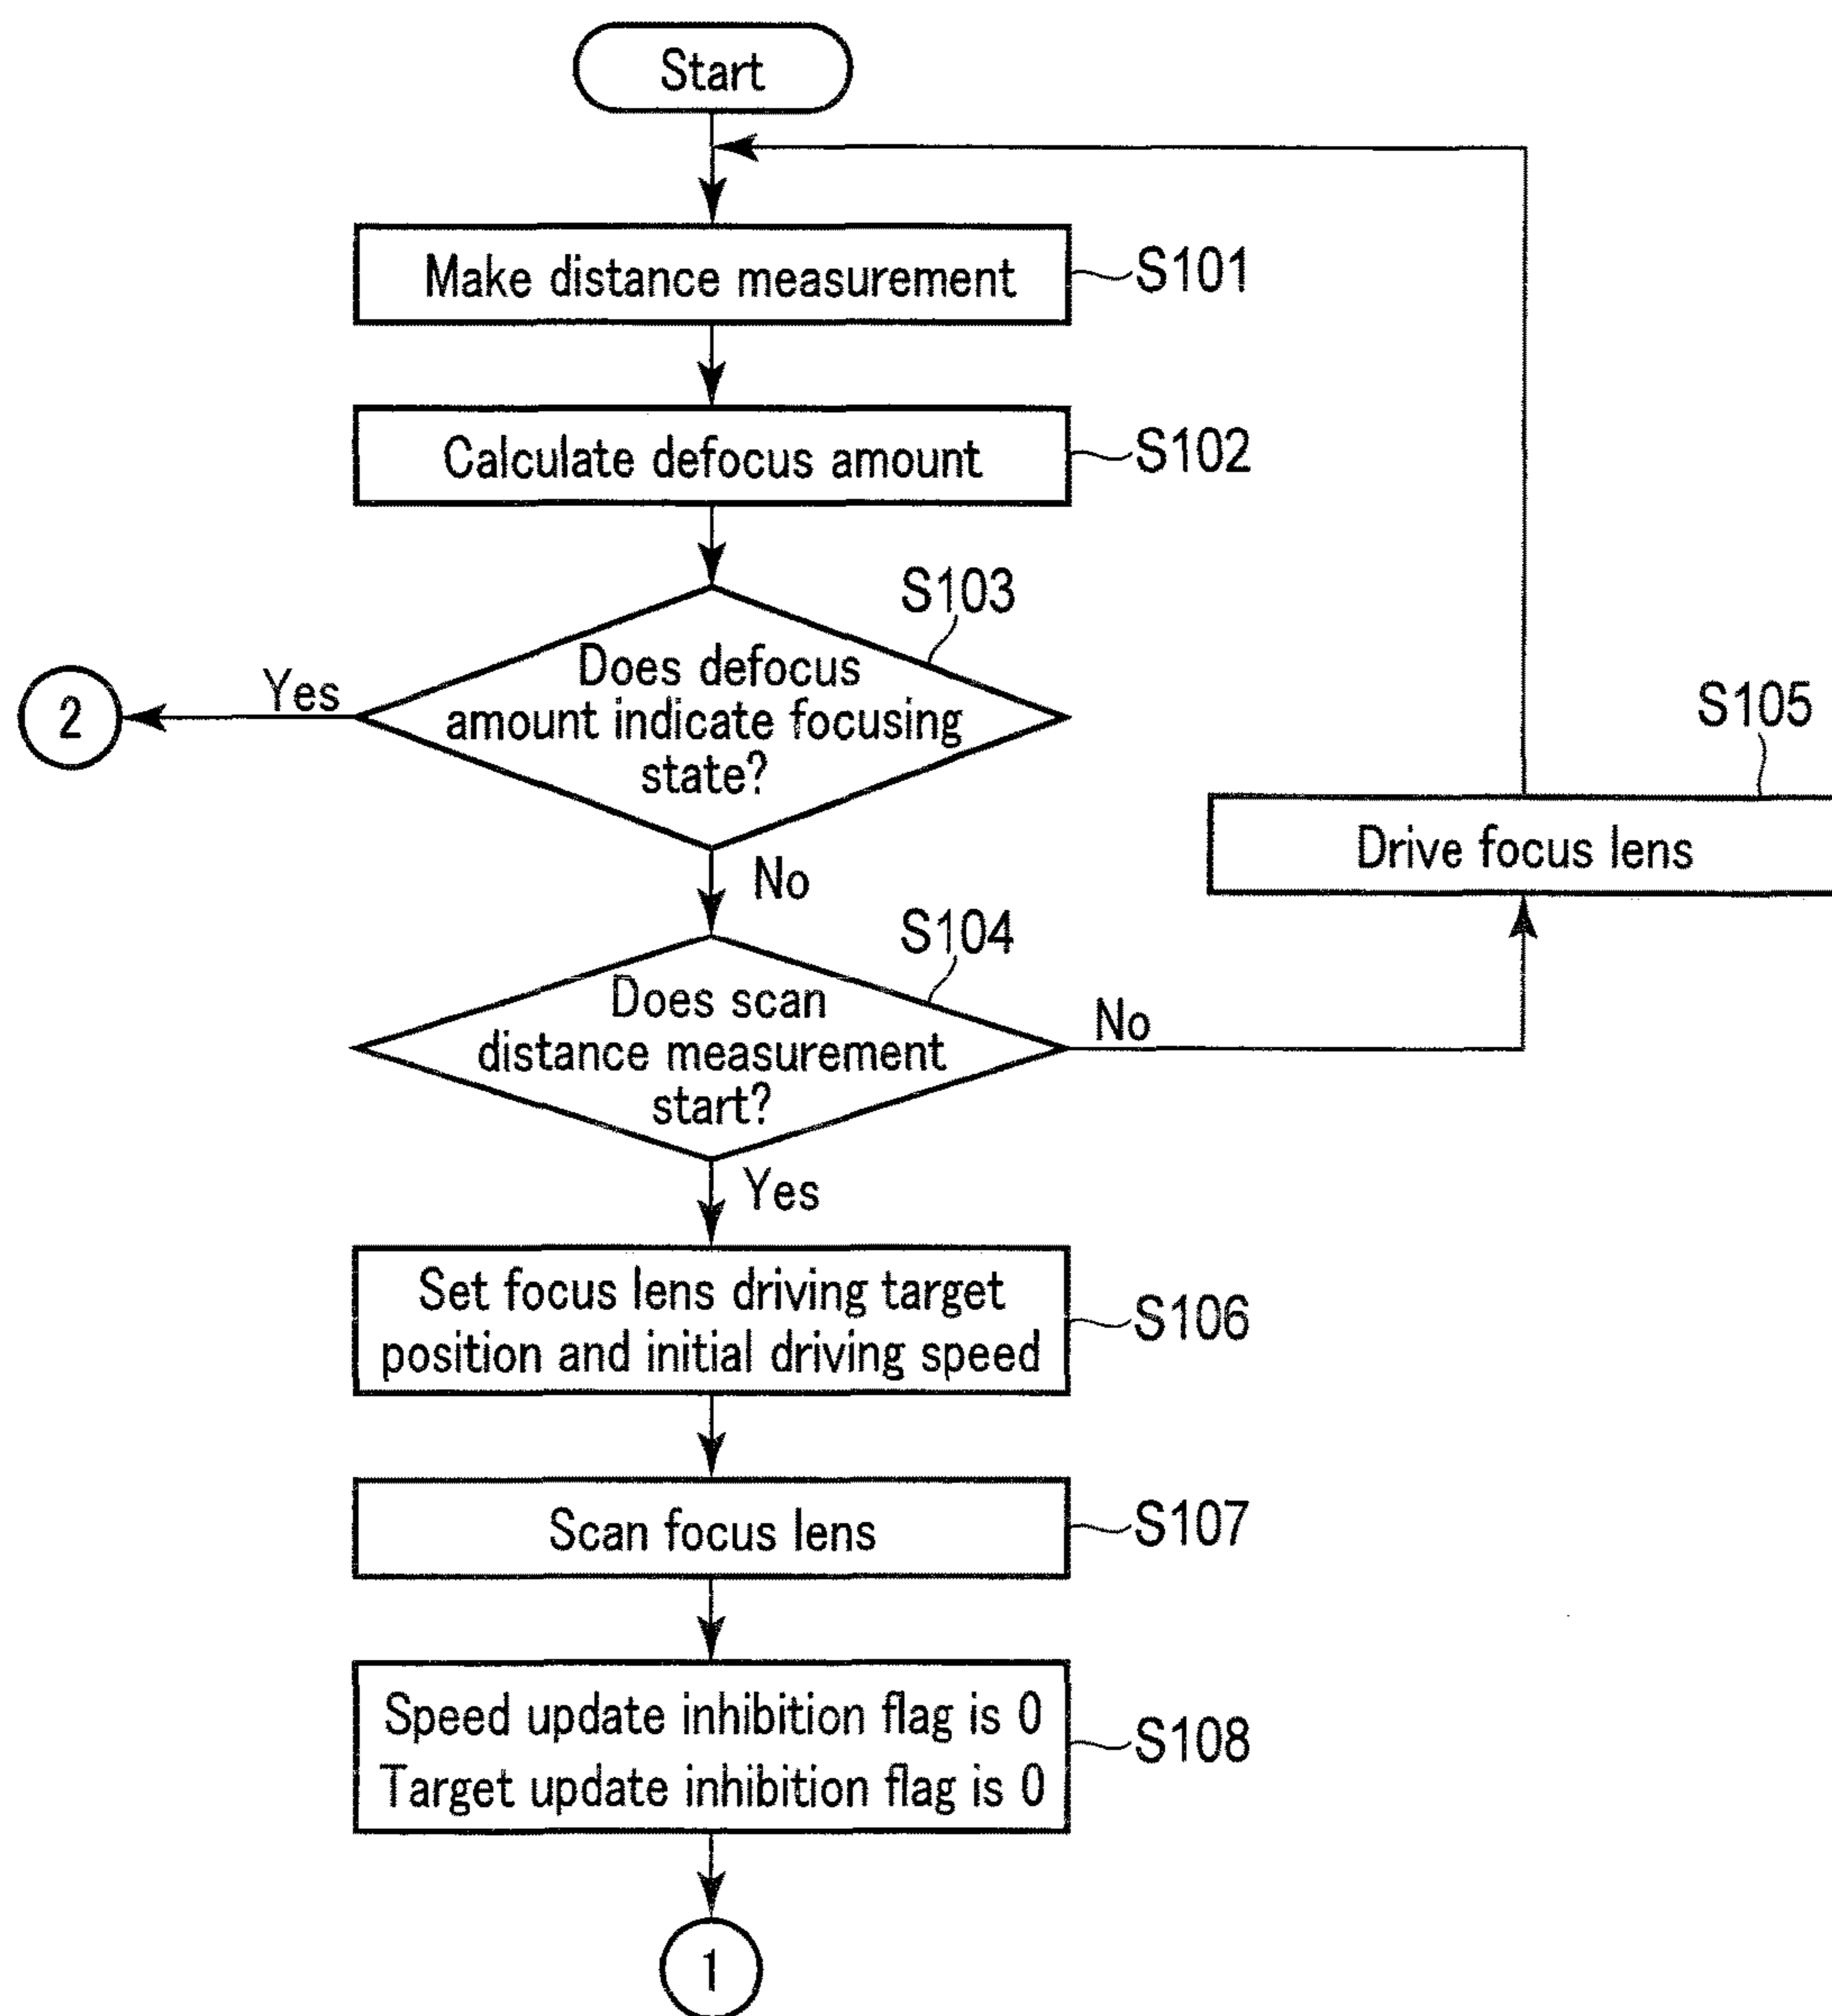 Start
Make distance measurement
S101
Calculate defocus amount
S102
S103
Does defocus
amount indicate focusing
state?
Yes
2
No
S105
Drive focus lens
S104
Does scan
distance measurement
start?
No
Yes
Set focus lens driving target
position and initial driving speed
S106
Scan focus lens
S107
Speed update inhibition flag is 0
Target update inhibition flag is 0
S108
1